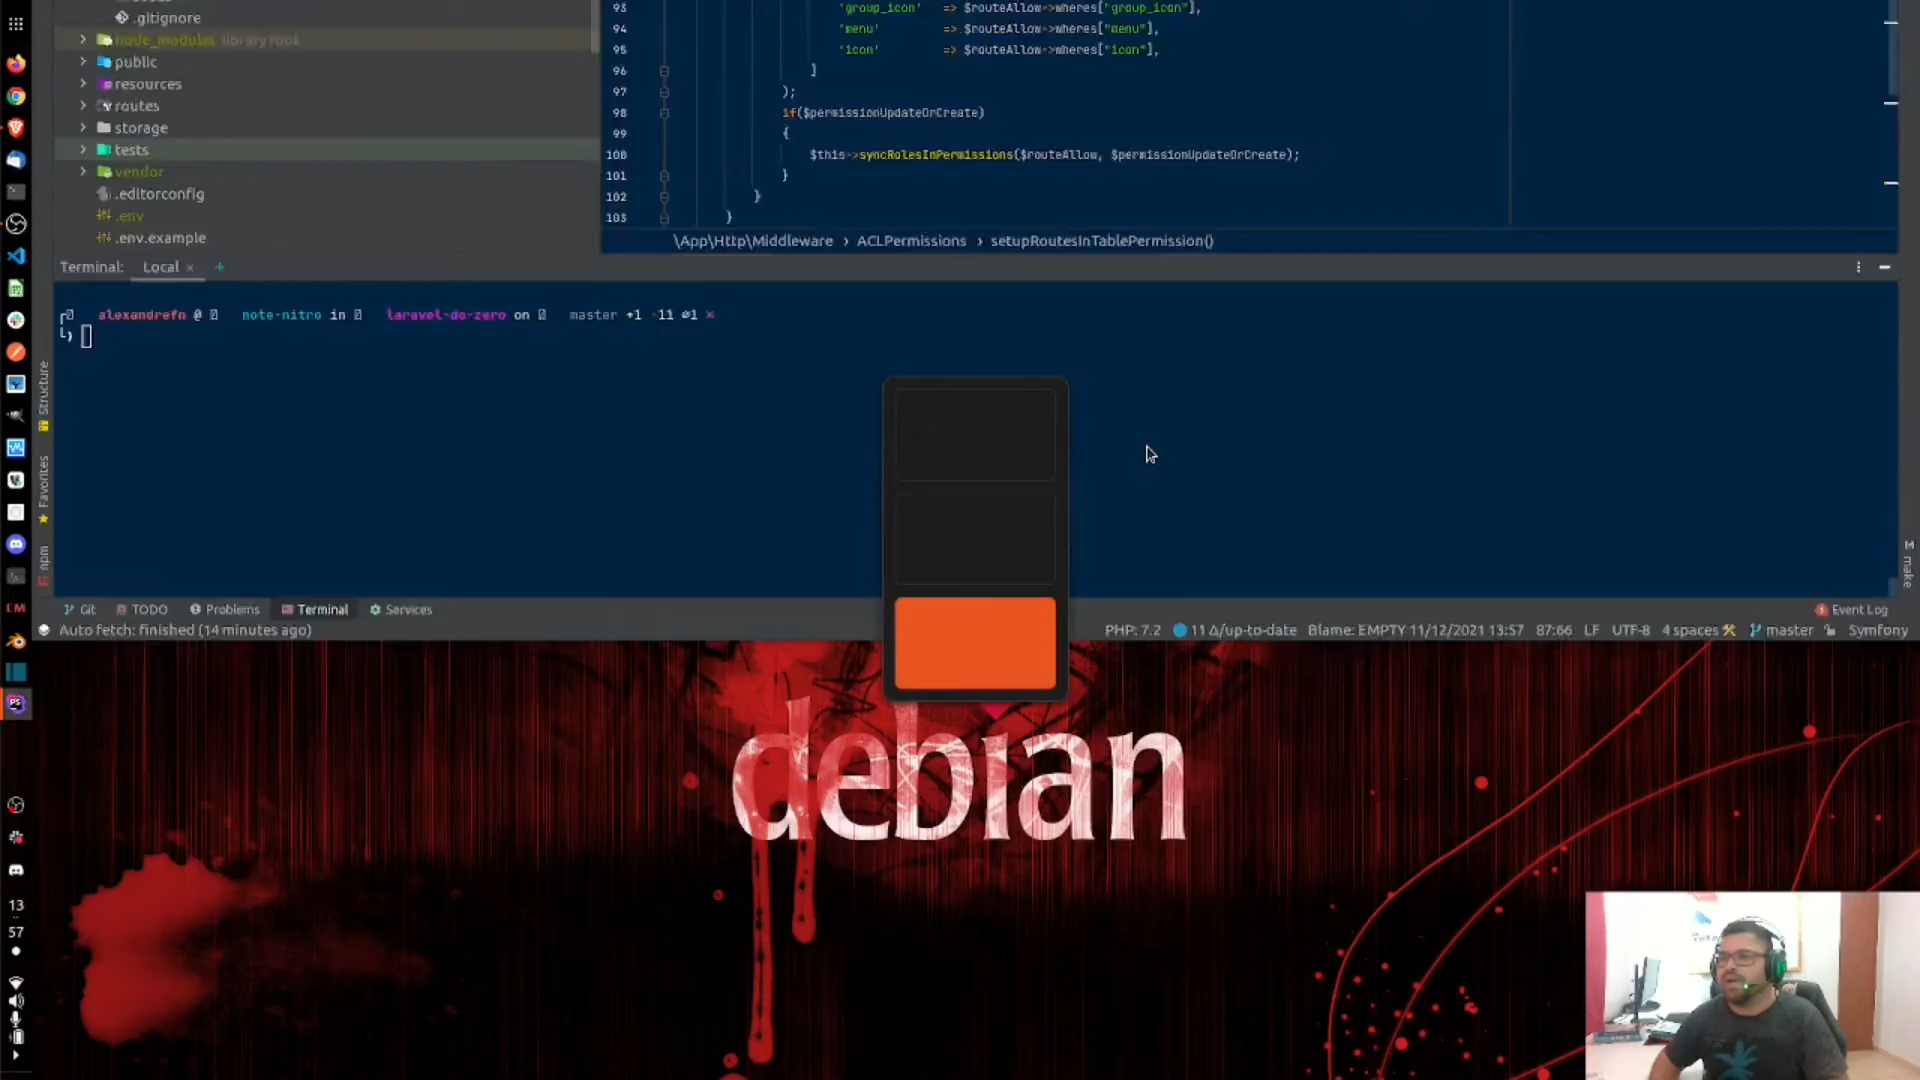 .gitignore
node_modules library root
public
resources
routes
storage
tests
vendor
.editorconfig
.env
.env.example
93 'group_icon' => $routeAllow->wheres["group_icon"],
94 'menu' => $routeAllow->wheres["menu"],
95 'icon' => $routeAllow->wheres["icon"],
96 ]
97 );
98 if($permissionUpdateOrCreate)
99 {
100 $this->syncRolesInPermissions($routeAllow, $permissionUpdateOrCreate);
101 }
102 }
103 }
\App\Http\Middleware › ACLPermissions › setupRoutesInTablePermission()
Terminal: Local × +
alexandrefn @ note-nitro in laravel-do-zero on master +1 11 ⌀1 ×
Structure
Favorites
npm
make
Git TODO Problems Terminal Services
Event Log
Auto fetch: finished (14 minutes ago)
PHP: 7.2 11 Δ/up-to-date Blame: EMPTY 11/12/2021 13:57 87:66 LF UTF-8 4 spaces master Symfony
debian
CM
PS
13
57